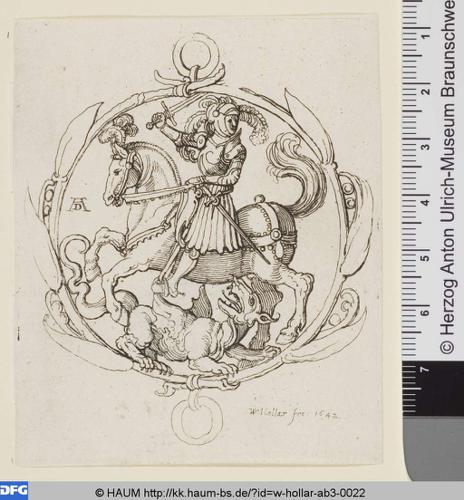 AD
W Hollar fec: 1642
1
2
3
4
5
6
7
© Herzog Anton Ulrich-Museum Braunschwe
DFG
© HAUM http://kk.haum-bs.de/?id=w-hollar-ab3-0022